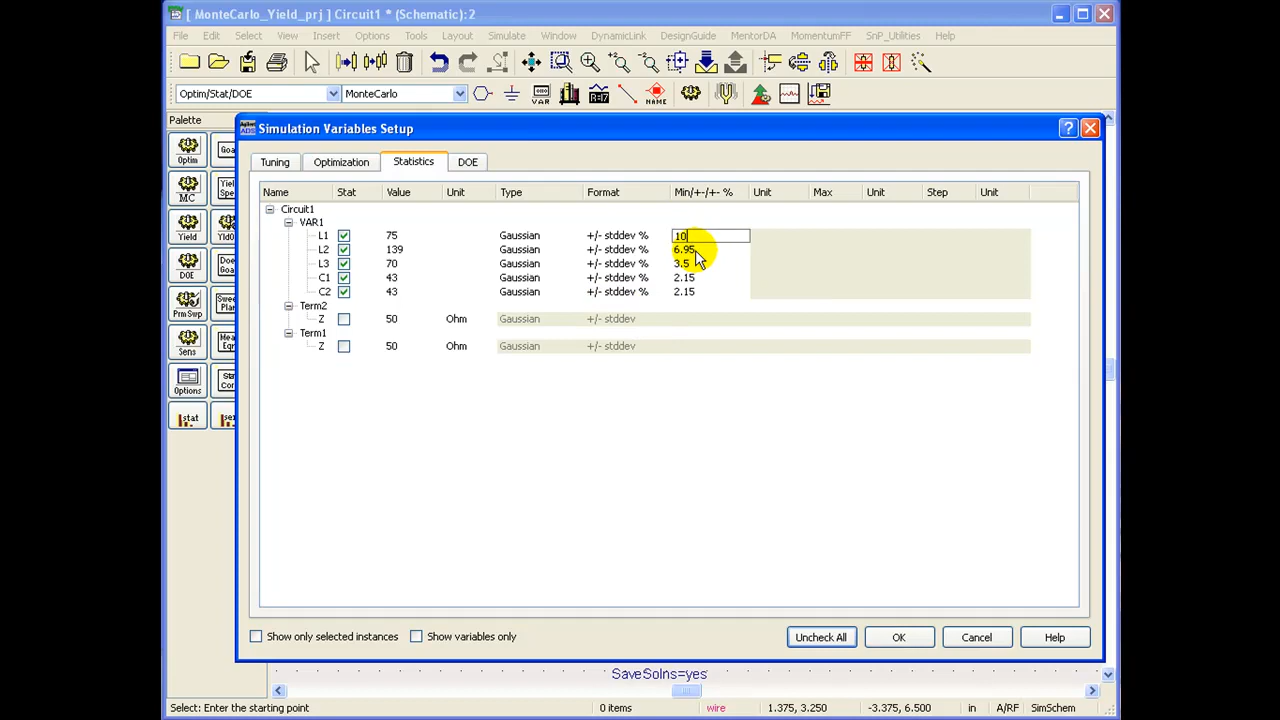 [ MonteCarlo_Yield_prj ] Circuit1 * (Schematic):2
File Edit Select View Insert Options Tools Layout Simulate Window DynamicLink DesignGuide MentorDA MomentumFF SnP_Utilities Help
Optim/Stat/DOE MonteCarlo VAR NAME
Palette
Simulation Variables Setup
Tuning Optimization Statistics DOE
Name Stat Value Unit Type Format Min/+-/+- % Unit Max Unit Step Unit
Circuit1
VAR1
L1 75 Gaussian +/- stddev % 10
L2 139 Gaussian +/- stddev % 6.95
L3 70 Gaussian +/- stddev % 3.5
C1 43 Gaussian +/- stddev % 2.15
C2 43 Gaussian +/- stddev % 2.15
Term2
Z 50 Ohm Gaussian +/- stddev
Term1
Z 50 Ohm Gaussian +/- stddev
Optim
MC
Yield
DOE
PrmSwp
Sens
Options
stat
Show only selected instances Show variables only Uncheck All OK Cancel Help
SaveSolns=yes
Select: Enter the starting point 0 items wire 1.375, 3.250 -3.375, 6.500 in A/RF SimSchem